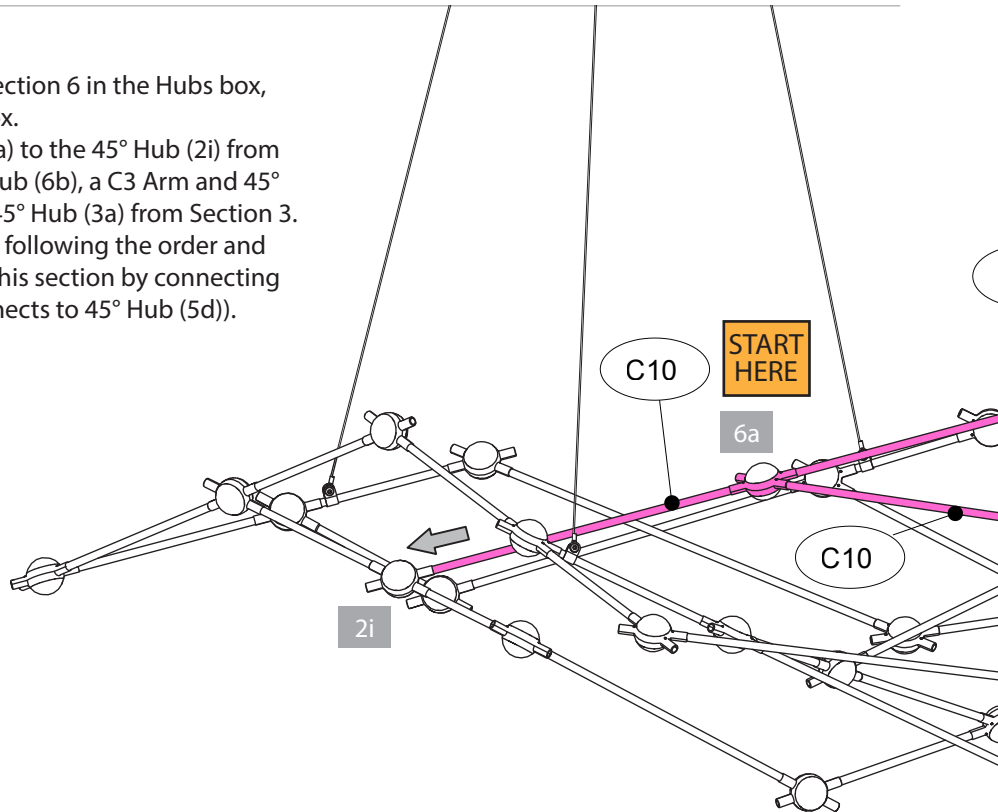 ection 6 in the Hubs box,
x.
a) to the 45° Hub (2i) from
ub (6b), a C3 Arm and 45°
45° Hub (3a) from Section 3.
following the order and
his section by connecting
nects to 45° Hub (5d)).
START
HERE
C10
6a
C10
2i